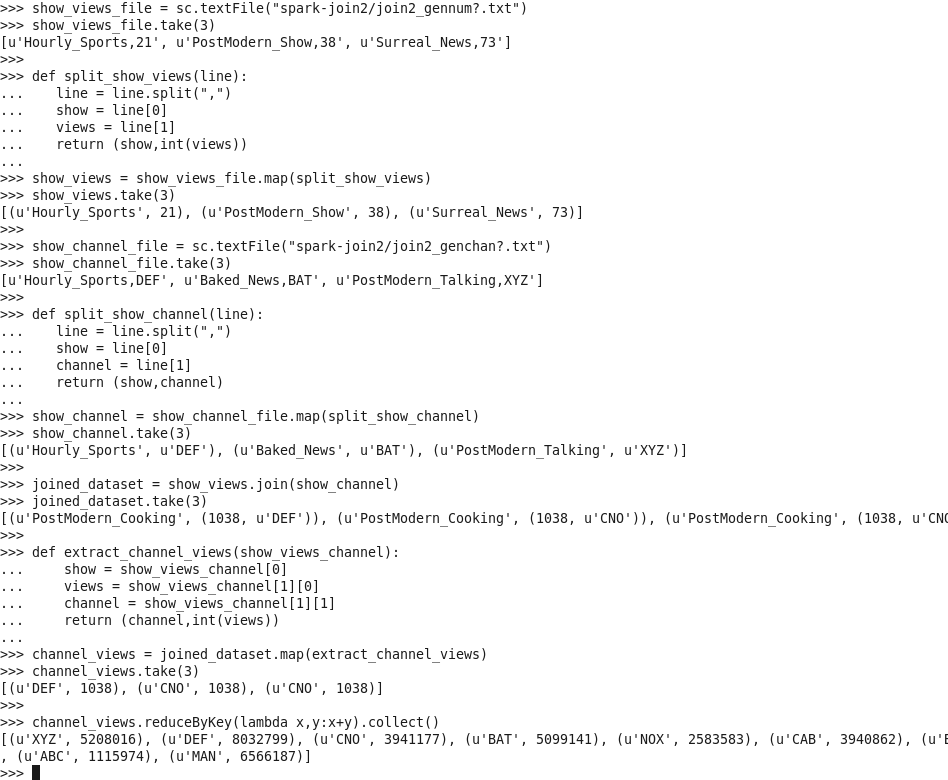 >>> show_views_file = sc.textFile("spark-join2/join2_gennum?.txt")
>>> show_views_file.take(3)
[u'Hourly_Sports,21', u'PostModern_Show,38', u'Surreal_News,73']
>>>
>>> def split_show_views(line):
...    line = line.split(",")
...    show = line[0]
...    views = line[1]
...    return (show,int(views))
...
>>> show_views = show_views_file.map(split_show_views)
>>> show_views.take(3)
[(u'Hourly_Sports', 21), (u'PostModern_Show', 38), (u'Surreal_News', 73)]
>>>
>>> show_channel_file = sc.textFile("spark-join2/join2_genchan?.txt")
>>> show_channel_file.take(3)
[u'Hourly_Sports,DEF', u'Baked_News,BAT', u'PostModern_Talking,XYZ']
>>>
>>> def split_show_channel(line):
...    line = line.split(",")
...    show = line[0]
...    channel = line[1]
...    return (show,channel)
...
>>> show_channel = show_channel_file.map(split_show_channel)
>>> show_channel.take(3)
[(u'Hourly_Sports', u'DEF'), (u'Baked_News', u'BAT'), (u'PostModern_Talking', u'XYZ')]
>>>
>>> joined_dataset = show_views.join(show_channel)
>>> joined_dataset.take(3)
[(u'PostModern_Cooking', (1038, u'DEF')), (u'PostModern_Cooking', (1038, u'CNO')), (u'PostModern_Cooking', (1038, u'CNO
>>>
>>> def extract_channel_views(show_views_channel):
...     show = show_views_channel[0]
...     views = show_views_channel[1][0]
...     channel = show_views_channel[1][1]
...     return (channel,int(views))
...
>>> channel_views = joined_dataset.map(extract_channel_views)
>>> channel_views.take(3)
[(u'DEF', 1038), (u'CNO', 1038), (u'CNO', 1038)]
>>>
>>> channel_views.reduceByKey(lambda x,y:x+y).collect()
[(u'XYZ', 5208016), (u'DEF', 8032799), (u'CNO', 3941177), (u'BAT', 5099141), (u'NOX', 2583583), (u'CAB', 3940862), (u'
, (u'ABC', 1115974), (u'MAN', 6566187)]
>>>